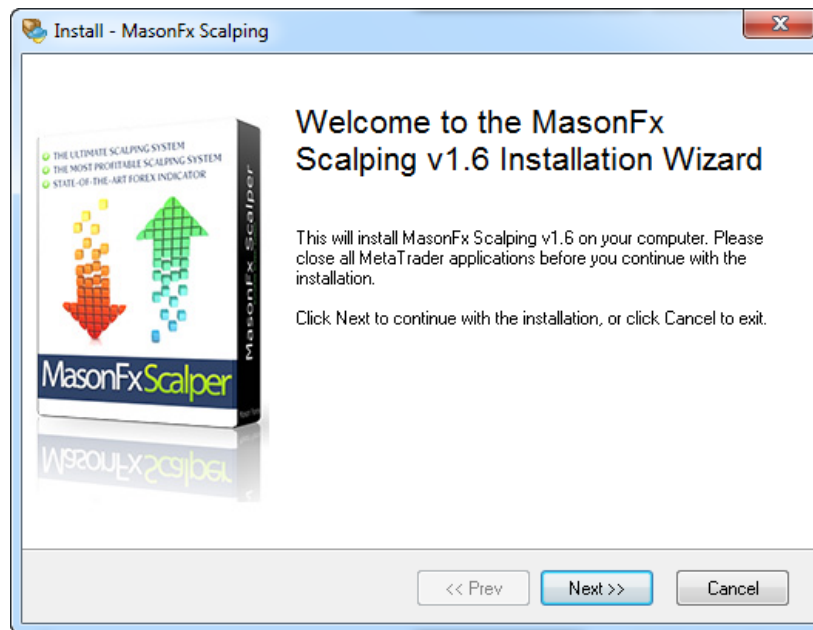 Install - MasonFx Scalping
THE ULTIMATE SCALPING SYSTEM
THE MOST PROFITABLE SCALPING SYSTEM
STATE-OF-THE-ART FOREX INDICATOR
MasonFx Scalper
MasonFxScalper
Welcome to the MasonFx
Scalping v1.6 Installation Wizard
This will install MasonFx Scalping v1.6 on your computer. Please
close all MetaTrader applications before you continue with the
installation.
Click Next to continue with the installation, or click Cancel to exit.
<< Prev
Next >>
Cancel